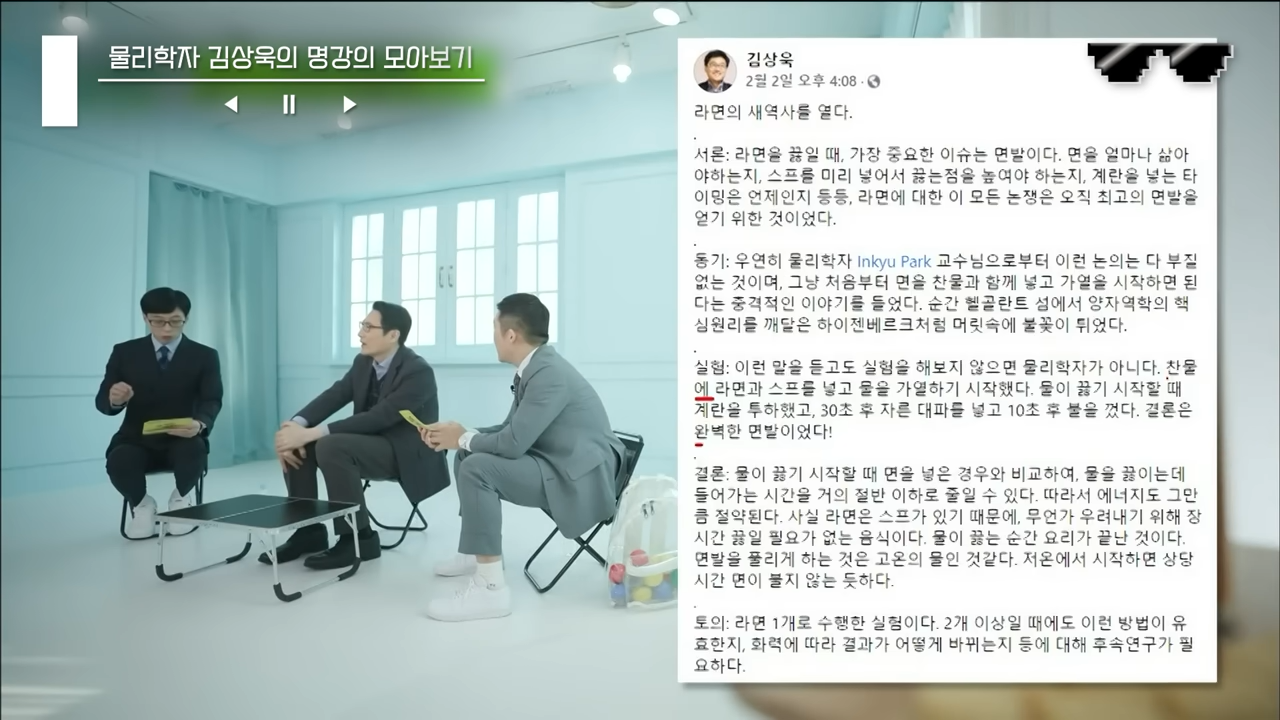 물리학자 김상욱의 명강의 모아보기
김상욱
2월 2일 오후 4:08 ·
라면의 새역사를 열다.
.
서론: 라면을 끓일 때, 가장 중요한 이슈는 면발이다. 면을 얼마나 삶아
야하는지, 스프를 미리 넣어서 끓는점을 높여야 하는지, 계란을 넣는 타
이밍은 언제인지 등등, 라면에 대한 이 모든 논쟁은 오직 최고의 면발을
얻기 위한 것이었다.
.
동기: 우연히 물리학자 Inkyu Park 교수님으로부터 이런 논의는 다 부질
없는 것이며, 그냥 처음부터 면을 찬물과 함께 넣고 가열을 시작하면 된
다는 충격적인 이야기를 들었다. 순간 헬골란트 섬에서 양자역학의 핵
심원리를 깨달은 하이젠베르크처럼 머릿속에 불꽃이 튀었다.
.
실험: 이런 말을 듣고도 실험을 해보지 않으면 물리학자가 아니다. 찬물
에 라면과 스프를 넣고 물을 가열하기 시작했다. 물이 끓기 시작할 때
계란을 투하했고, 30초 후 자른 대파를 넣고 10초 후 불을 껐다. 결론은
완벽한 면발이었다!
.
결론: 물이 끓기 시작할 때 면을 넣은 경우와 비교하여, 물을 끓이는데
들어가는 시간을 거의 절반 이하로 줄일 수 있다. 따라서 에너지도 그만
큼 절약된다. 사실 라면은 스프가 있기 때문에, 무언가 우려내기 위해 장
시간 끓일 필요가 없는 음식이다. 물이 끓는 순간 요리가 끝난 것이다.
면발을 풀리게 하는 것은 고온의 물인 것같다. 저온에서 시작하면 상당
시간 면이 불지 않는 듯하다.
.
토의: 라면 1개로 수행한 실험이다. 2개 이상일 때에도 이런 방법이 유
효한지, 화력에 따라 결과가 어떻게 바뀌는지 등에 대해 후속연구가 필
요하다.